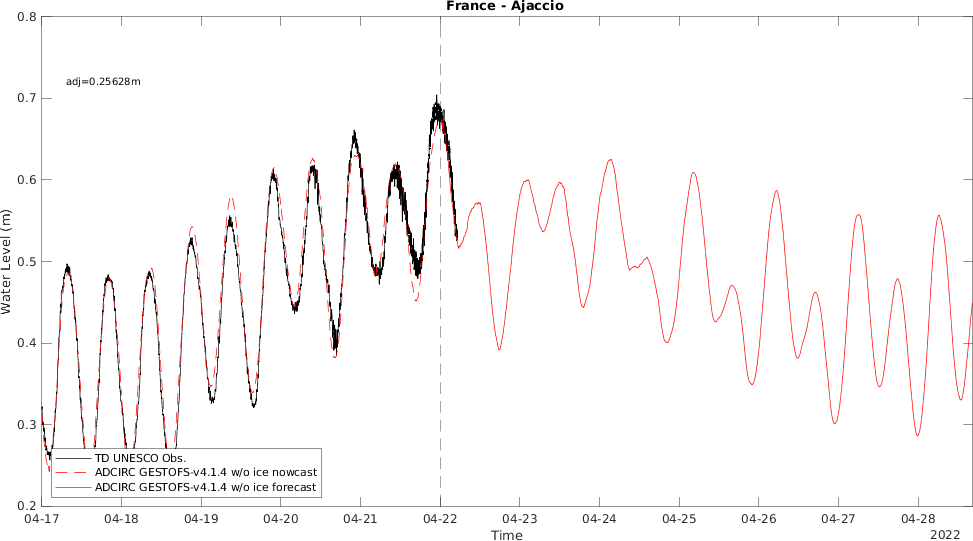 France - Ajaccio
0.8
0.7
0.6
0.5
0.4
0.3
0.2
Water Level (m)
adj=0.25628m
TD UNESCO Obs.
ADCIRC GESTOFS-v4.1.4 w/o ice nowcast
ADCIRC GESTOFS-v4.1.4 w/o ice forecast
04-17 04-18 04-19 04-20 04-21 04-22 04-23 04-24 04-25 04-26 04-27 04-28
Time
2022